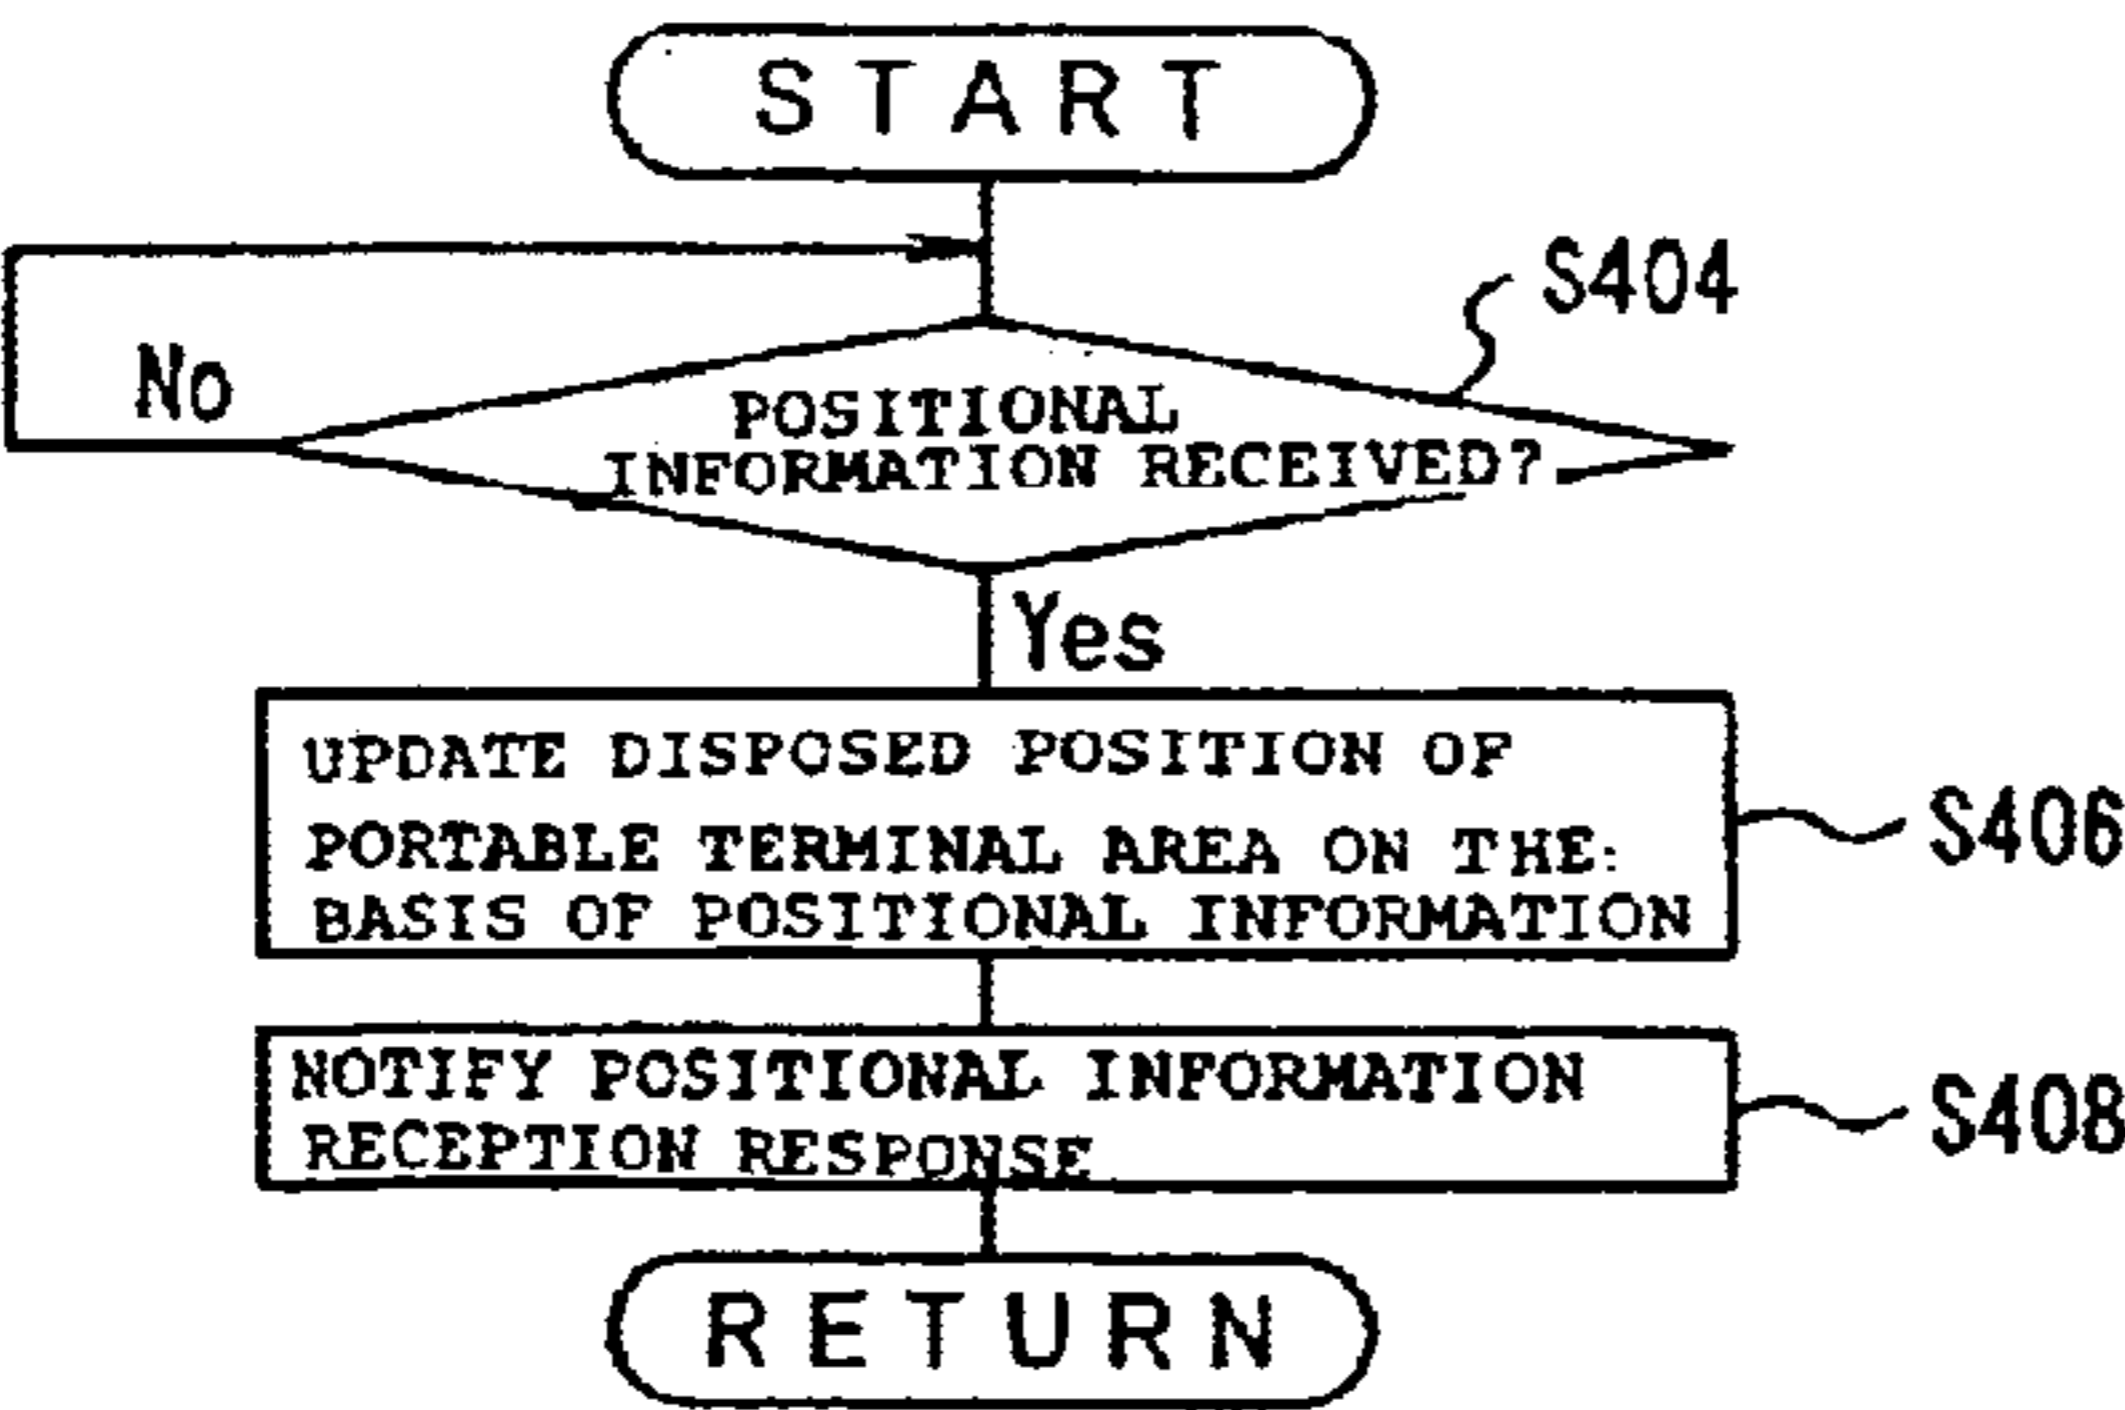 START
S404
No
POSITIONAL
INFORMATION RECEIVED?
Yes
UPDATE DISPOSED POSITION OF
PORTABLE TERMINAL AREA ON THE:
BASIS OF POSITIONAL INFORMATION
S406
NOTIFY POSITIONAL INFORMATION
RECEPTION RESPONSE
S408
RETURN